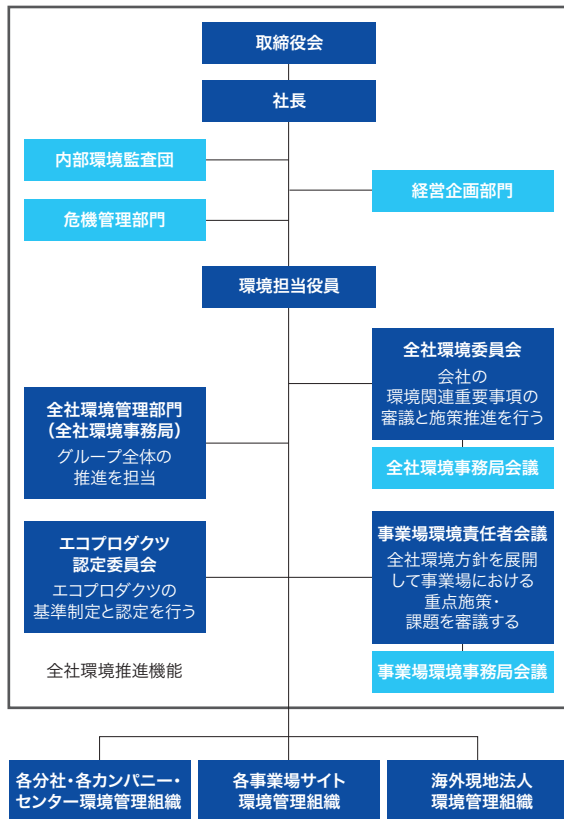 取締役会
社長
内部環境監査団
経営企画部門
危機管理部門
環境担当役員
全社環境委員会
会社の
環境関連重要事項の
審議と施策推進を行う
全社環境事務局会議
全社環境管理部門
（全社環境事務局）
グループ全体の
推進を担当
エコプロダクツ
認定委員会
エコプロダクツの
基準制定と認定を行う
事業場環境責任者会議
全社環境方針を展開
して事業場における
重点施策・
課題を審議する
事業場環境事務局会議
全社環境推進機能
各分社・各カンパニー・
センター環境管理組織
各事業場サイト
環境管理組織
海外現地法人
環境管理組織